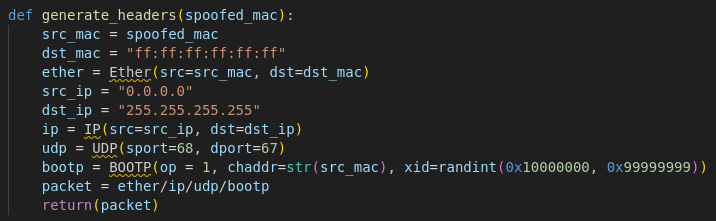 def generate_headers(spoofed_mac):
    src_mac = spoofed_mac
    dst_mac = "ff:ff:ff:ff:ff:ff"
    ether = Ether(src=src_mac, dst=dst_mac)
    src_ip = "0.0.0.0"
    dst_ip = "255.255.255.255"
    ip = IP(src=src_ip, dst=dst_ip)
    udp = UDP(sport=68, dport=67)
    bootp = BOOTP(op = 1, chaddr=str(src_mac), xid=randint(0x10000000, 0x99999999))
    packet = ether/ip/udp/bootp
    return(packet)